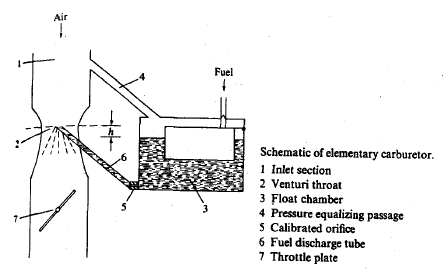 Air
1
4
Fuel
2
h
6
5
3
7
Schematic of elementary carburetor.
1 Inlet section
2 Venturi throat
3 Float chamber
4 Pressure equalizing passage
5 Calibrated orifice
6 Fuel discharge tube
7 Throttle plate